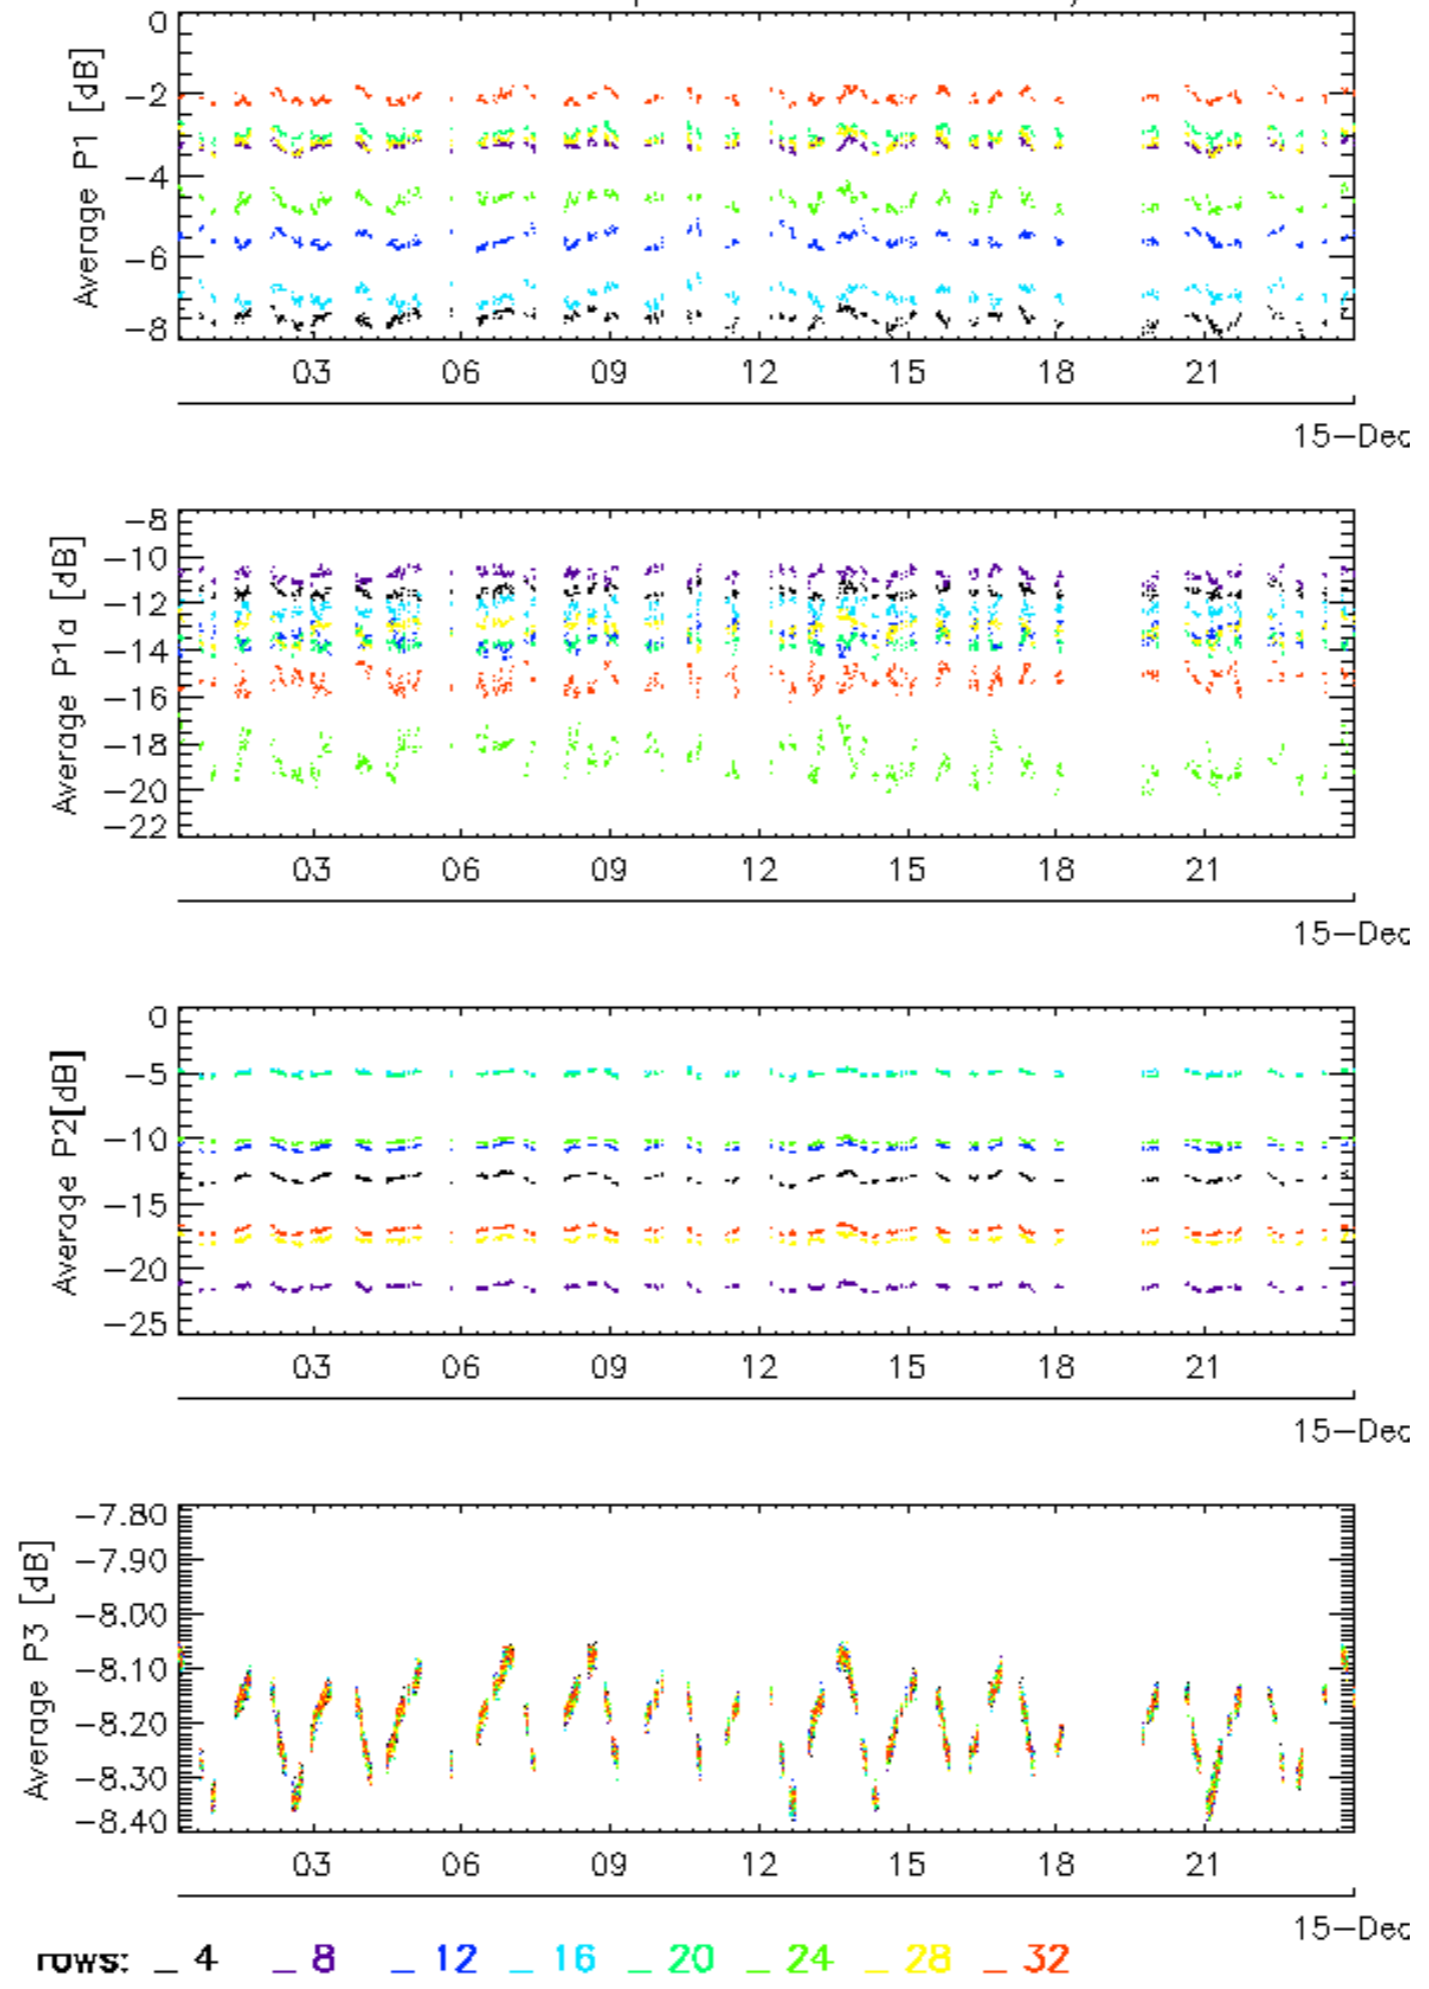 Average P1 [dB]
0
−2
−4
−6
−8
03 06 09 12 15 18 21
15−Dec
Average P1a [dB]
−8
−10
−12
−14
−16
−18
−20
−22
03 06 09 12 15 18 21
15−Dec
Average P2[dB]
0
−5
−10
−15
−20
−25
03 06 09 12 15 18 21
15−Dec
Average P3 [dB]
−7.80
−7.90
−8.00
−8.10
−8.20
−8.30
−8.40
03 06 09 12 15 18 21
15−Dec
rows: _ 4 _ 8 _ 12 _ 16 _ 20 _ 24 _ 28 _ 32